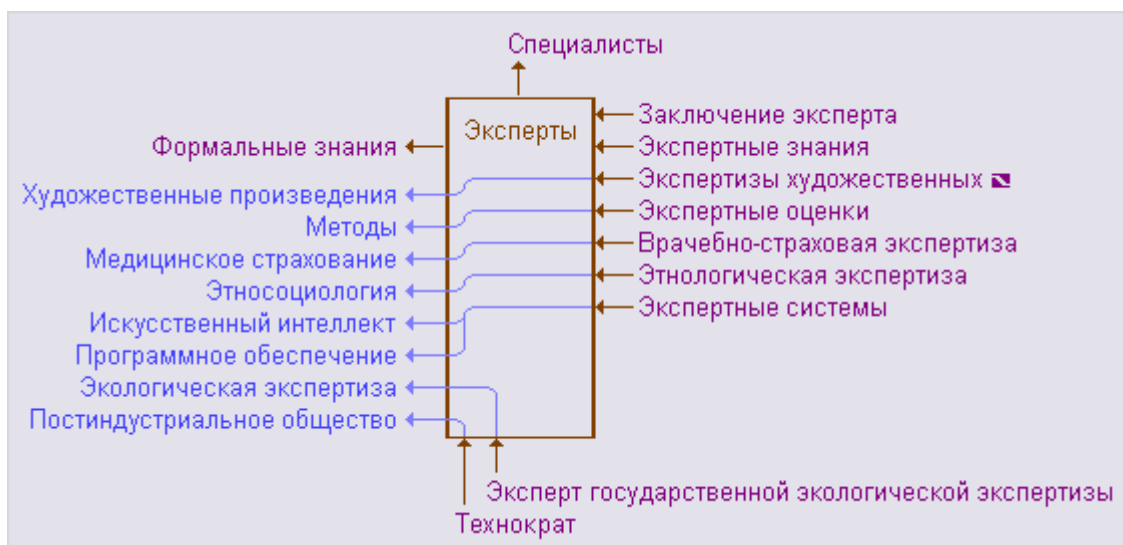 Специалисты
Эксперты
Заключение эксперта
Формальные знания
Экспертные знания
Художественные произведения
Экспертизы художественных
Методы
Экспертные оценки
Медицинское страхование
Врачебно-страховая экспертиза
Этносоциология
Этнологическая экспертиза
Искусственный интеллект
Экспертные системы
Программное обеспечение
Экологическая экспертиза
Постиндустриальное общество
Эксперт государственной экологической экспертизы
Технократ